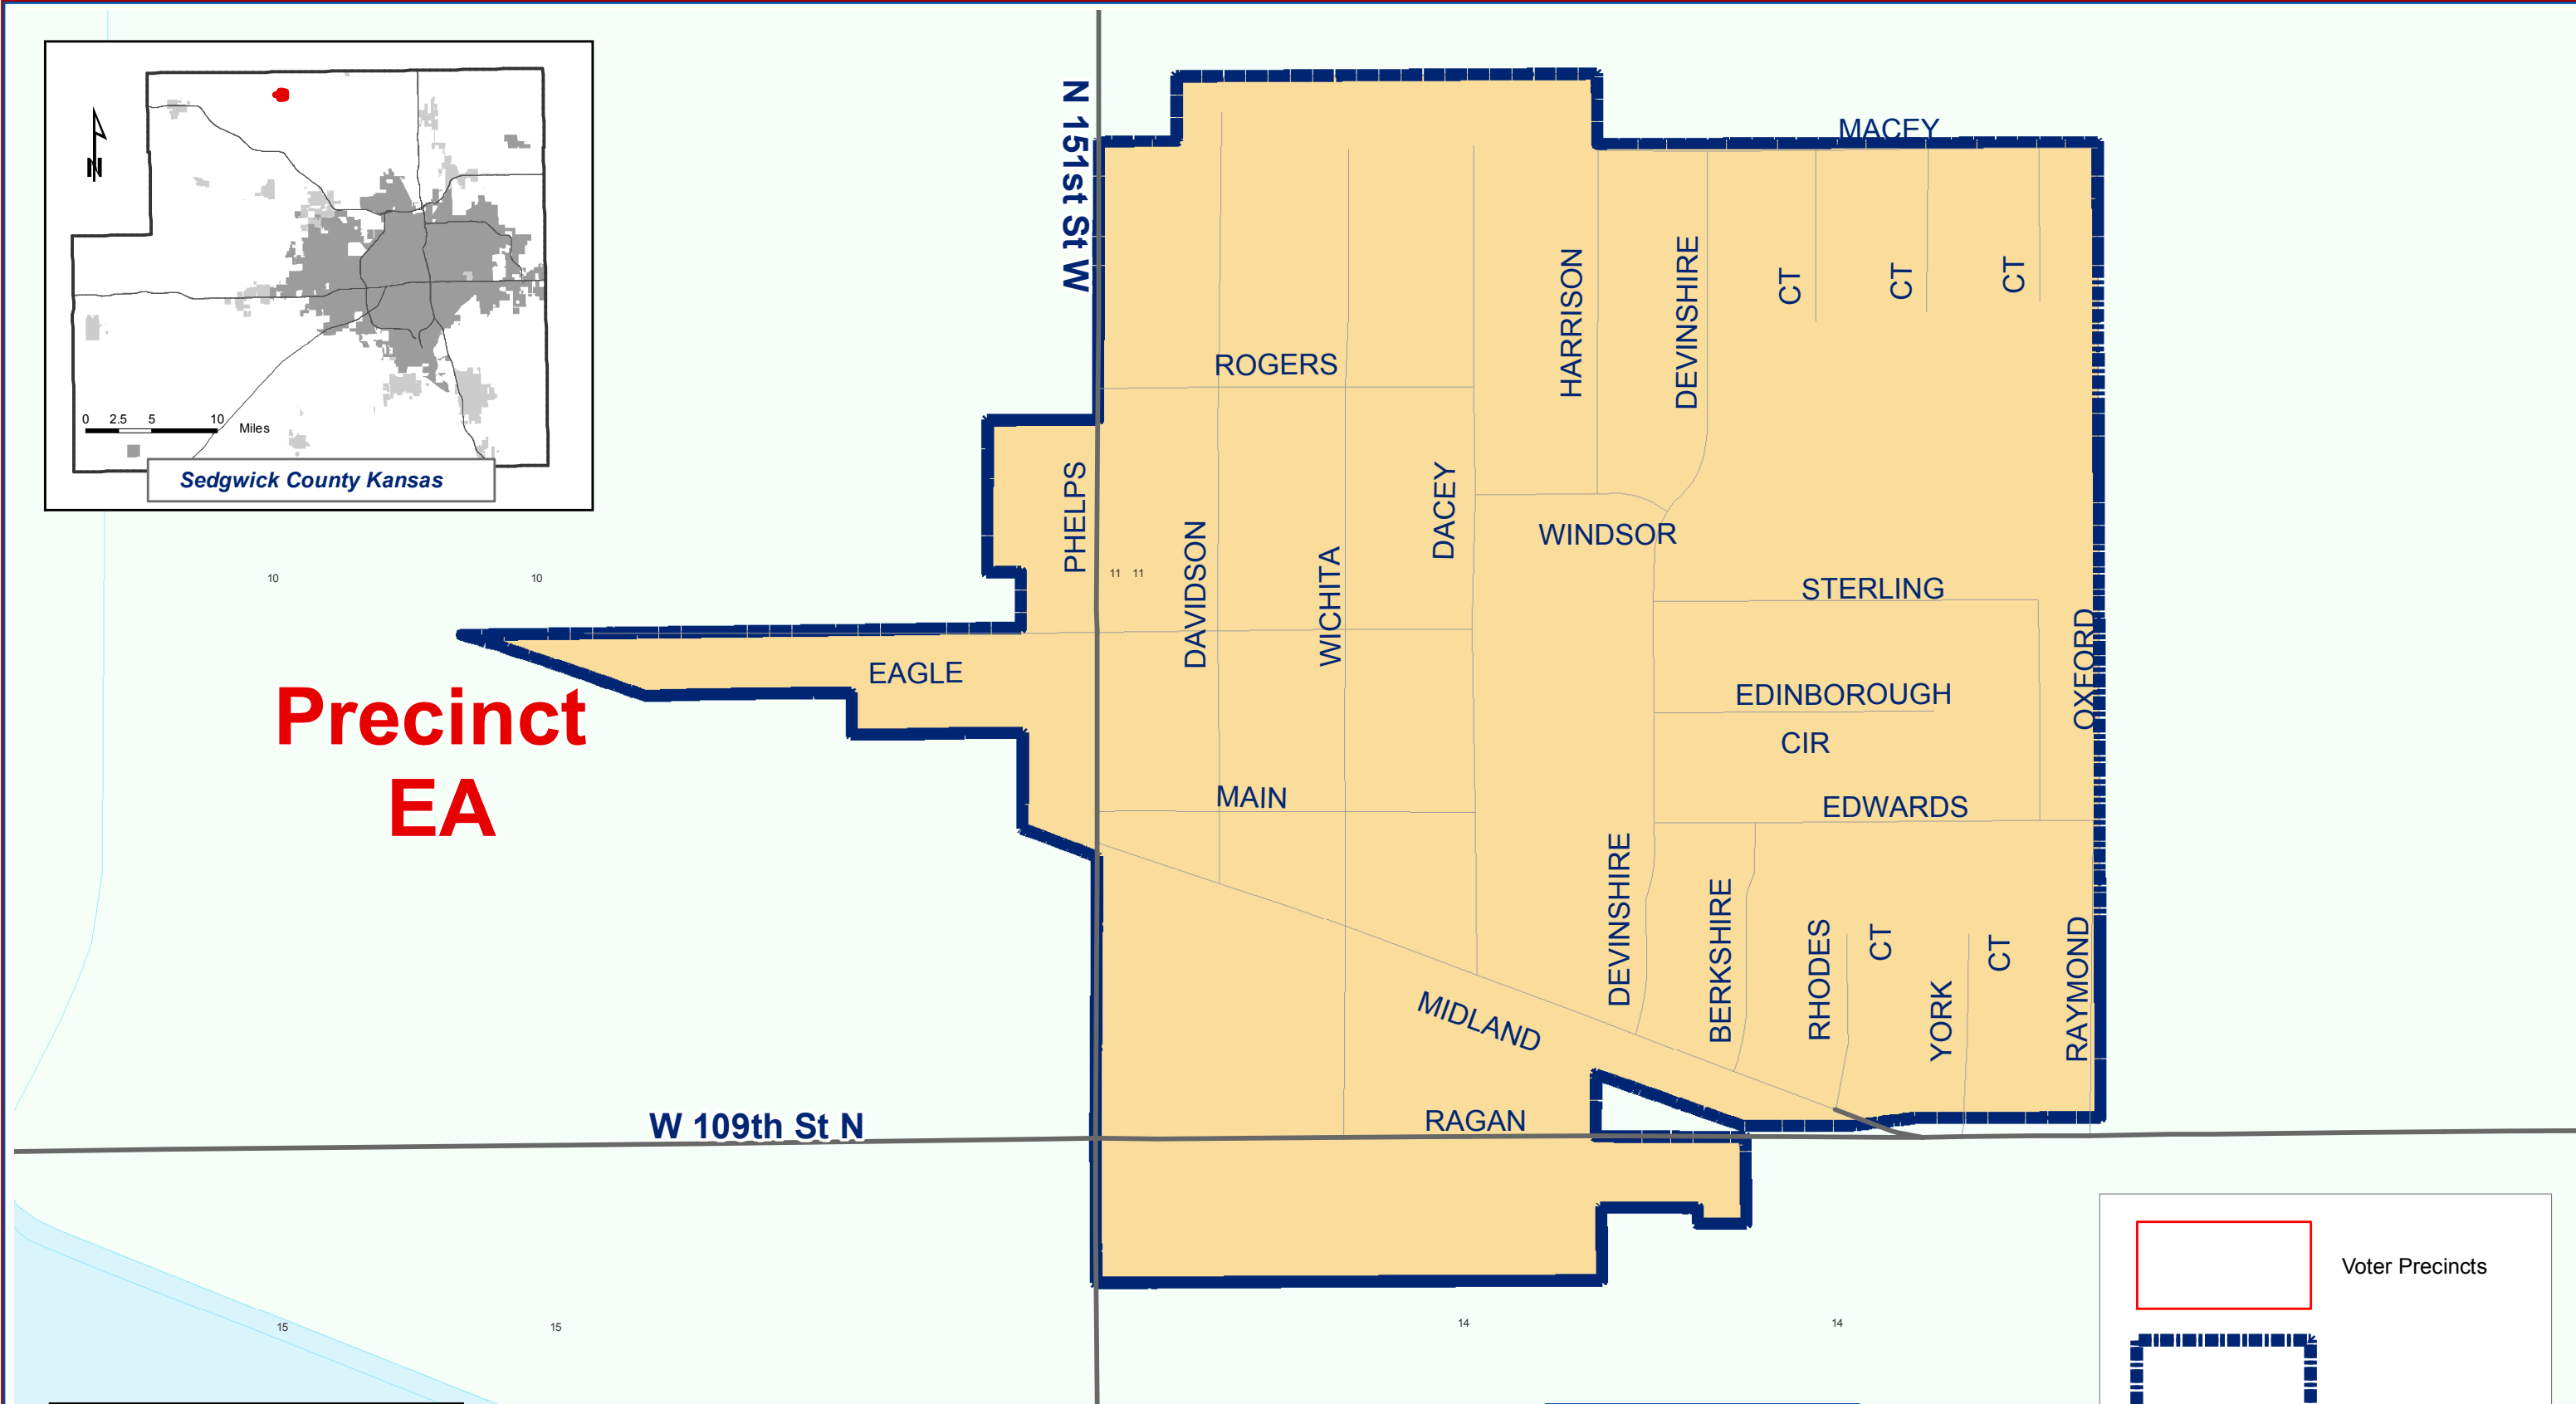 N
0 2.5 5 10
Miles
Sedgwick County Kansas
N 151st St W
MACEY
HARRISON
DEVINSHIRE
CT
CT
CT
ROGERS
PHELPS
DACEY
WINDSOR
DAVIDSON
WICHITA
10
10
11 11
STERLING
OXFORD
EAGLE
Precinct
EA
EDINBOROUGH
CIR
MAIN
EDWARDS
DEVINSHIRE
BERKSHIRE
RHODES
CT
YORK
CT
RAYMOND
MIDLAND
W 109th St N
RAGAN
Voter Precincts
15
15
14
14